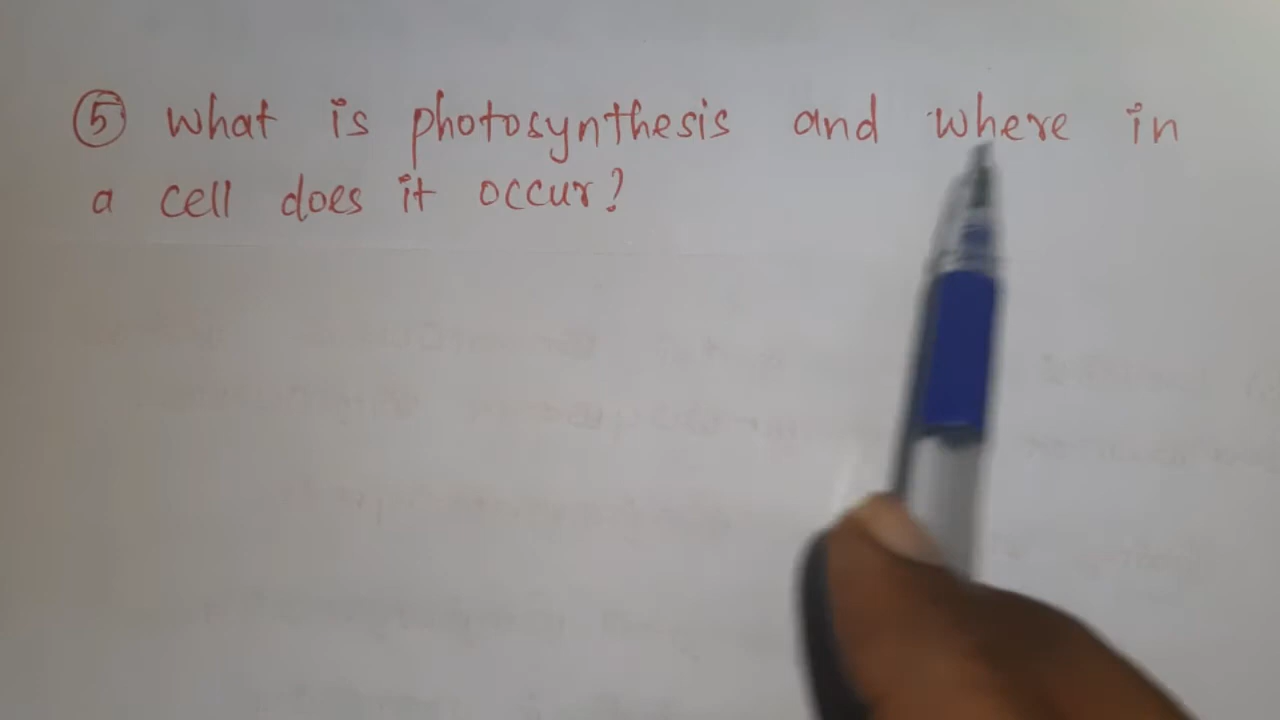 ⑤ What is photosynthesis and where in
a cell does it occur?